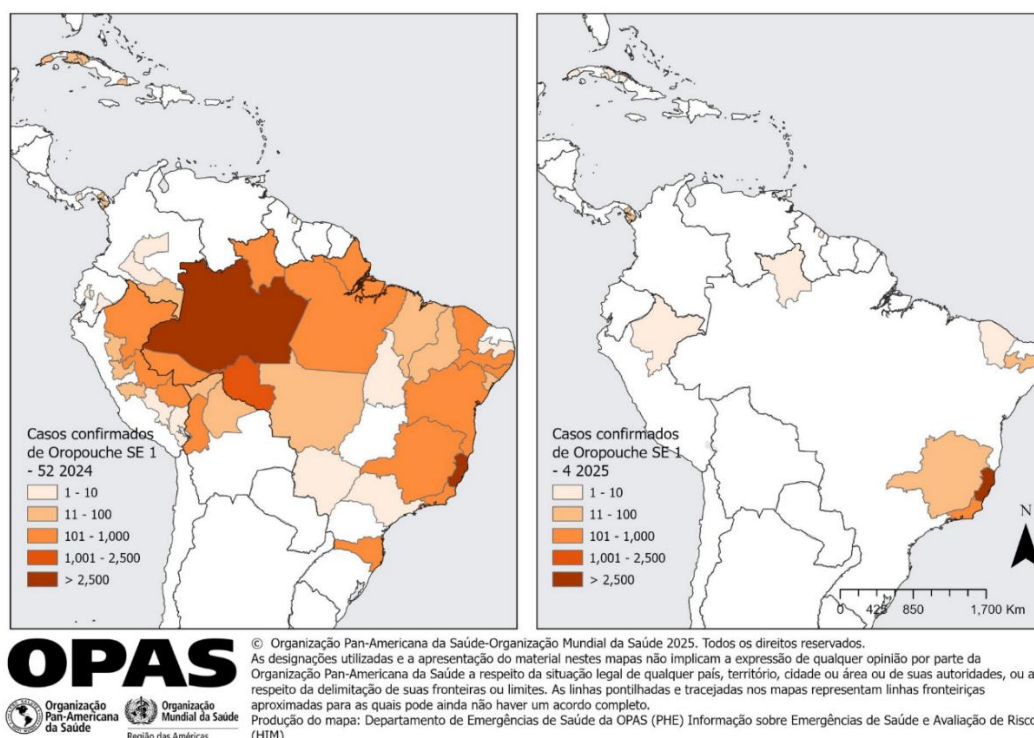 Casos confirmados
de Oropouche SE 1
- 52 2024
1 - 10
11 - 100
101 - 1,000
1,001 - 2,500
> 2,500
Casos confirmados
de Oropouche SE 1
- 4 2025
1 - 10
11 - 100
101 - 1,000
1,001 - 2,500
> 2,500
N
0 425 850 1,700 Km
OPAS
Organização
Pan-Americana
da Saúde
Organização
Mundial da Saúde
Região das Américas
© Organização Pan-Americana da Saúde-Organização Mundial da Saúde 2025. Todos os direitos reservados.
As designações utilizadas e a apresentação do material nestes mapas não implicam a expressão de qualquer opinião por parte da
Organização Pan-Americana da Saúde a respeito da situação legal de qualquer país, território, cidade ou área ou de suas autoridades, ou a
respeito da delimitação de suas fronteiras ou limites. As linhas pontilhadas e tracejadas nos mapas representam linhas fronteiriças
aproximadas para as quais pode ainda não haver um acordo completo.
Produção do mapa: Departamento de Emergências de Saúde da OPAS (PHE) Informação sobre Emergências de Saúde e Avaliação de Risco
(HIM)